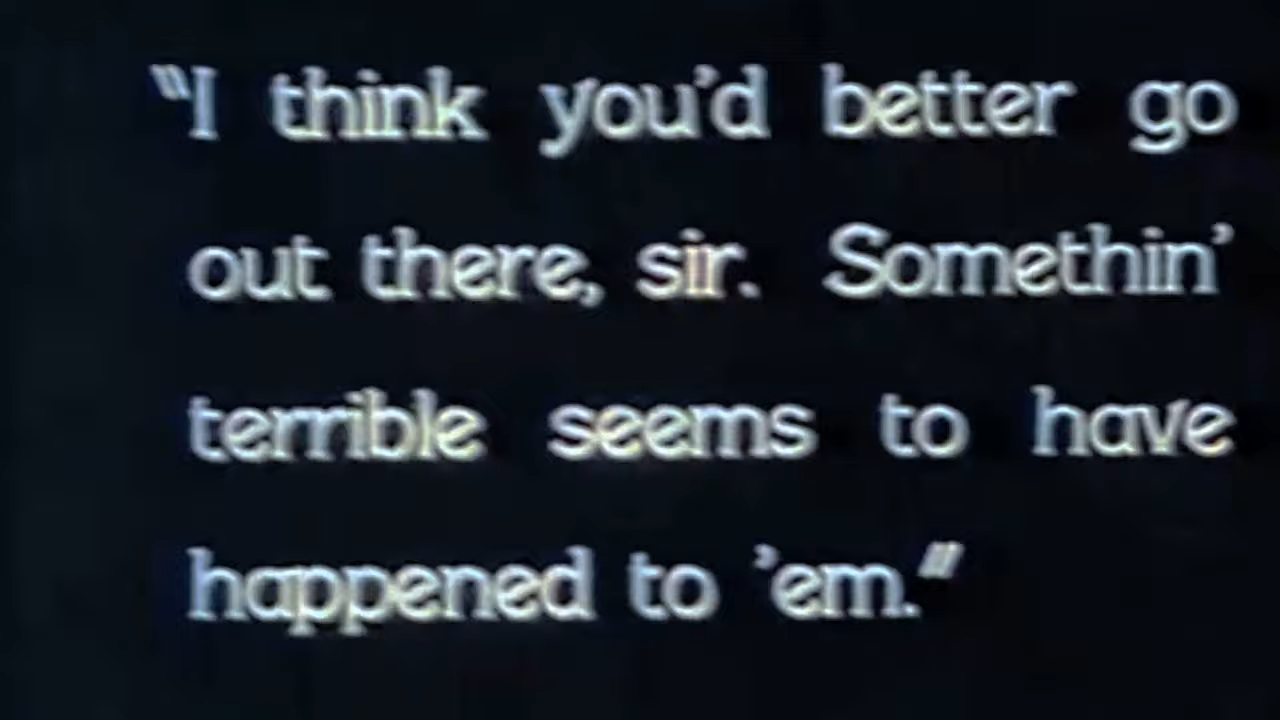 "I think you'd better go
out there, sir. Somethin'
terrible seems to have
happened to 'em."